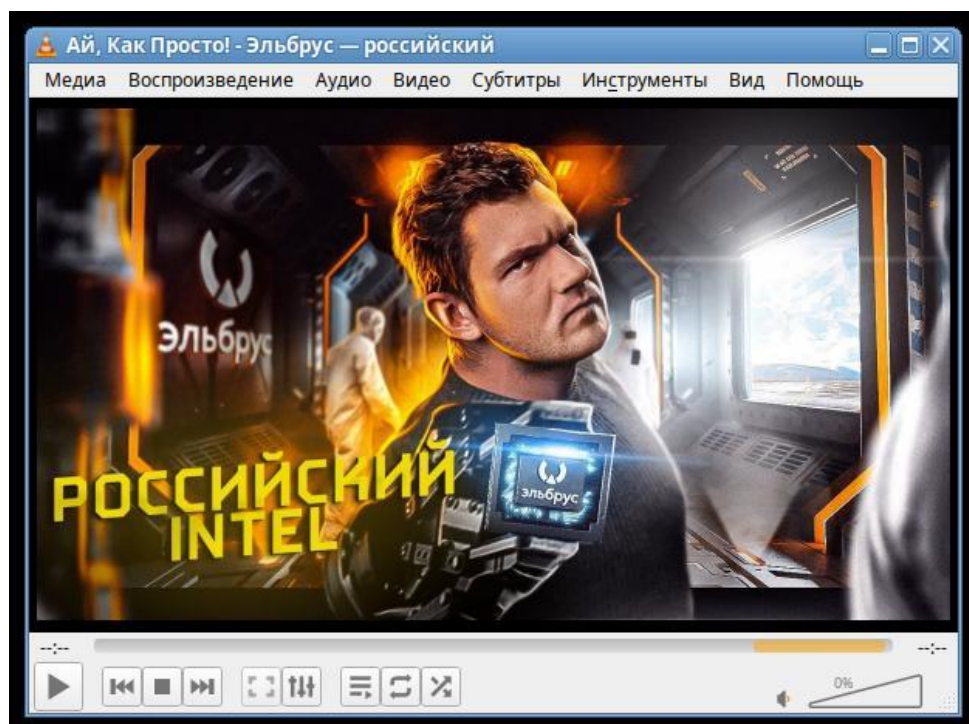 Ай, Как Просто! - Эльбрус — российский
Медиа Воспроизведение Аудио Видео Субтитры Инструменты Вид Помощь
эльбрус
РОССИЙСКИЙ
INTEL
эльбрус
--:-- --:--
0%